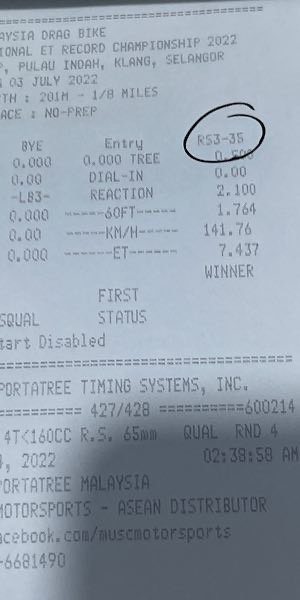 AYSIA DRAG BIKE
IONAL ET RECORD CHAMPIONSHIP 2022
P, PULAU INDAH, KLANG, SELANGOR
03 JULY 2022
TH : 201M - 1/8 MILES
ACE : NO-PREP
BYE Entry RS3-35
0.000 0.000 TREE 0.500
0.00 DIAL-IN 0.00
-LB3- REACTION 2.100
0.000 -----60FT------ 1.764
0.00 ------KM/H------ 141.76
0.000 -------ET------ 7.437
WINNER
FIRST
SQUAL STATUS
tart Disabled
PORTATREE TIMING SYSTEMS, INC.
========== 427/428 ==========600214
4T<160CC R.S. 65mm QUAL RND 4
, 2022 02:38:58 AM
PORTATREE MALAYSIA
MOTORSPORTS - ASEAN DISTRIBUTOR
acebook.com/muscmotorsports
-6681490